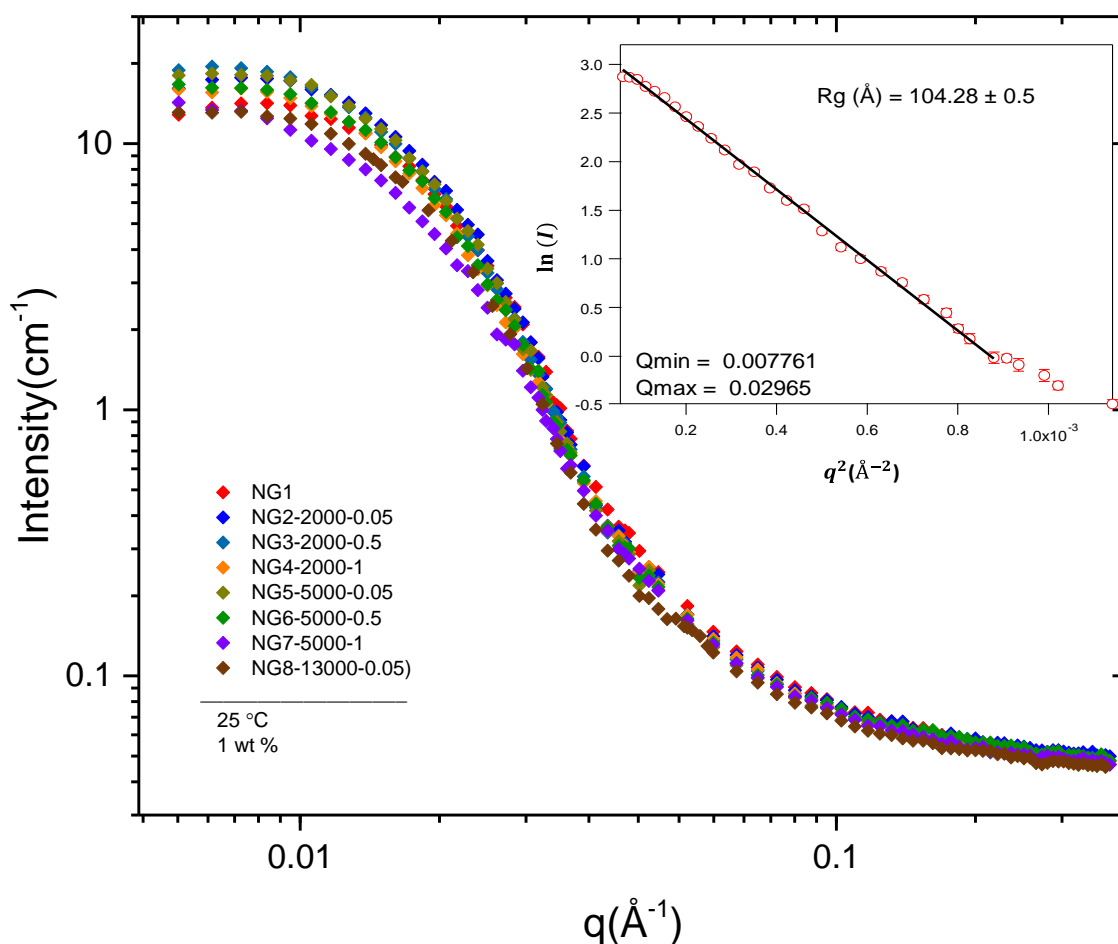 10
1
0.1
Intensity(cm-1)
0.01
0.1
q(Å-1)
NG1
NG2-2000-0.05
NG3-2000-0.5
NG4-2000-1
NG5-5000-0.05
NG6-5000-0.5
NG7-5000-1
NG8-13000-0.05)
25 °C
1 wt %
3.0
2.5
2.0
1.5
1.0
0.5
0.0
-0.5
ln (I)
Rg (Å) = 104.28 ± 0.5
Qmin = 0.007761
Qmax = 0.02965
0.2
0.4
0.6
0.8
1.0x10-3
q2(Å−2)